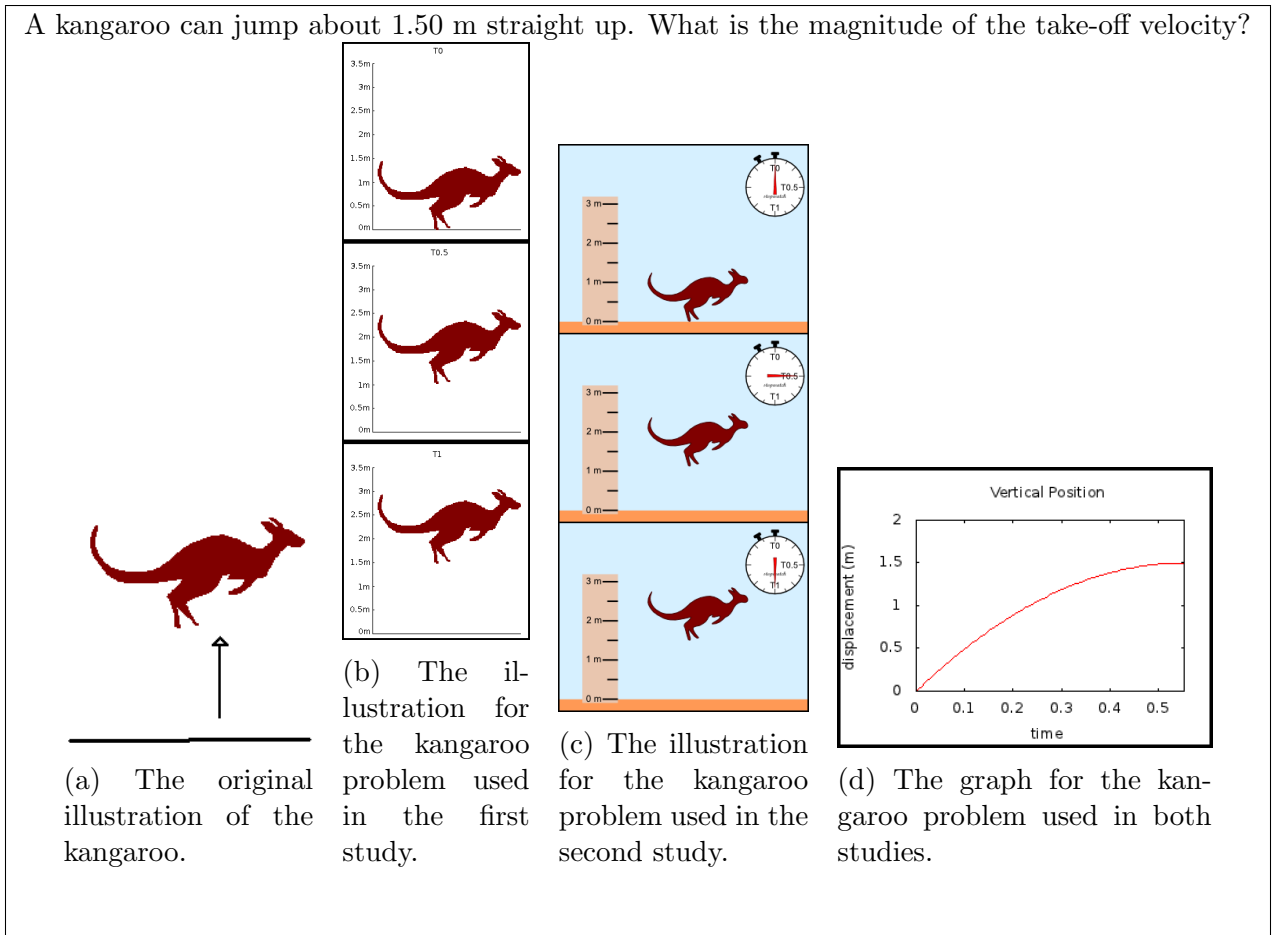 A kangaroo can jump about 1.50 m straight up. What is the magnitude of the take-off velocity?
T0
3.5m
3m
2.5m
2m
1.5m
1m
0.5m
0m
T0.5
3.5m
3m
2.5m
2m
1.5m
1m
0.5m
0m
T1
3.5m
3m
2.5m
2m
1.5m
1m
0.5m
0m
T0
T0.5
stopwatch
T1
3 m
2 m
1 m
0 m
T0
T0.5
stopwatch
T1
3 m
2 m
1 m
0 m
T0
T0.5
stopwatch
T1
3 m
2 m
1 m
0 m
Vertical Position
displacement (m)
2
1.5
1
0.5
0
0 0.1 0.2 0.3 0.4 0.5
time
(a) The original
illustration of the
kangaroo.
(b) The il-
lustration for
the kangaroo
problem used
in the first
study.
(c) The illustration
for the kangaroo
problem used in the
second study.
(d) The graph for the kan-
garoo problem used in both
studies.